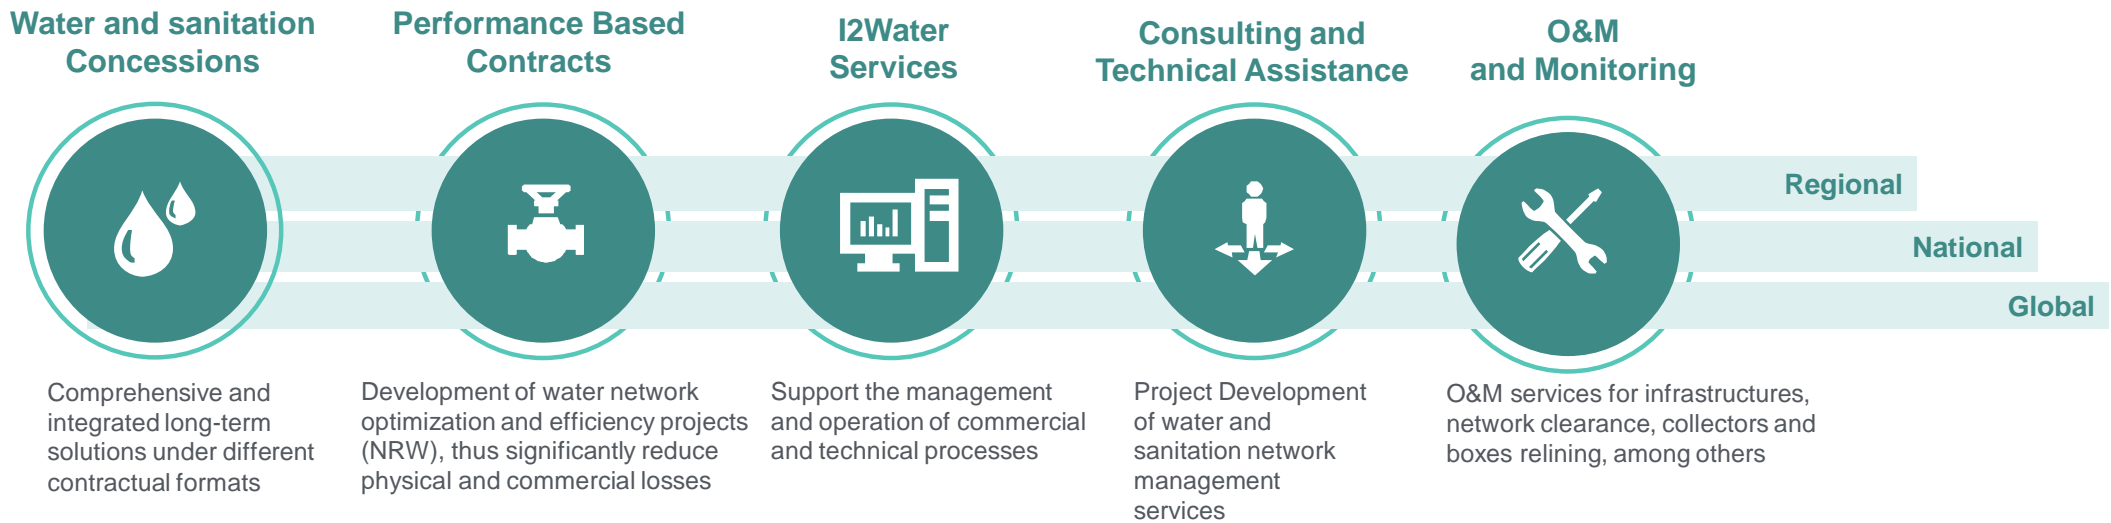 Water and sanitation
Concessions
Performance Based
Contracts
I2Water
Services
Consulting and
Technical Assistance
O&M
and Monitoring
Regional
National
Global
Comprehensive and
integrated long-term
solutions under different
contractual formats
Development of water network
optimization and efficiency projects
(NRW), thus significantly reduce
physical and commercial losses
Support the management
and operation of commercial
and technical processes
Project Development
of water and
sanitation network
management
services
O&M services for infrastructures,
network clearance, collectors and
boxes relining, among others